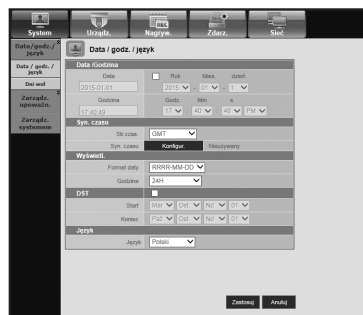 System Urządz. Nagryw. Zdarz. Sieć
Data/godz./
język
Data / godz. /
język
Dni wol
Zarządz.
upoważn.
Zarządz.
systemem
Data / godz. / język
Data /Godzina
Data Rok Mies. dzień
2015-01-01 2015 - 01 - 1
Godzina Godz Min s
17:40:49 17 40 45 PM
Syn. czasu
Str czas. GMT
Syn. czasu Konfigur. Nieużywany
Wyświetl.
Format daty RRRR-MM-DD
Godzina 24H
DST
Start Mar Ost. Nd 01
Koniec Paź Ost. Nd 01
Język
Język Polski
Zastosuj Anuluj